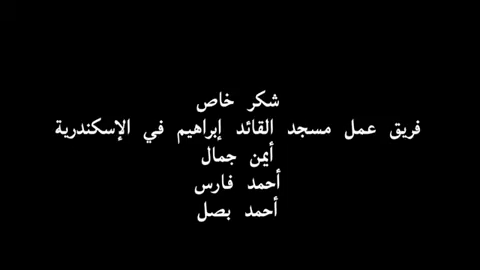 شكر خاص
فريق عمل مسجد القائد إبراهيم في الإسكندرية
أيمن جمال
أحمد فارس
أحمد بصل